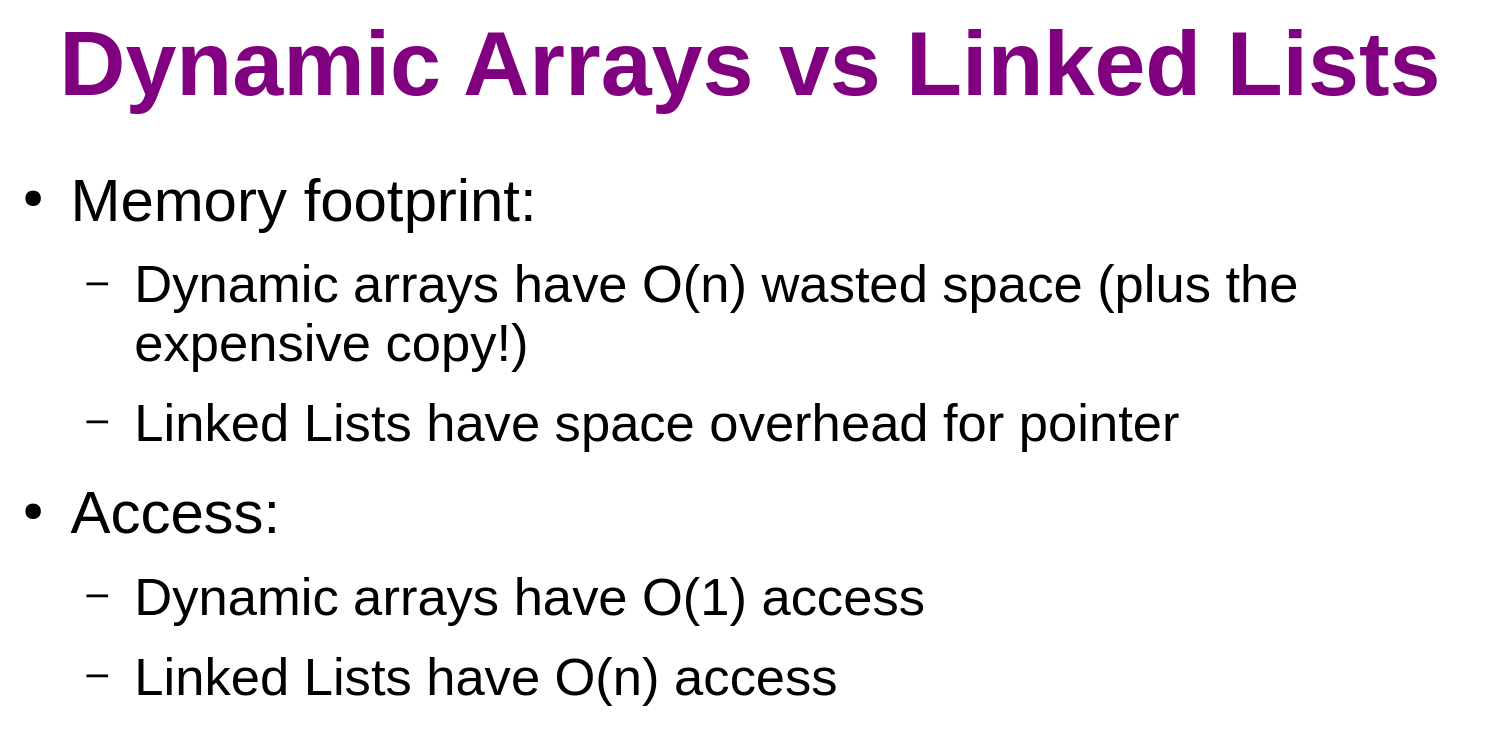 Dynamic Arrays vs Linked Lists
• Memory footprint:
– Dynamic arrays have O(n) wasted space (plus the
expensive copy!)
– Linked Lists have space overhead for pointer
• Access:
– Dynamic arrays have O(1) access
– Linked Lists have O(n) access